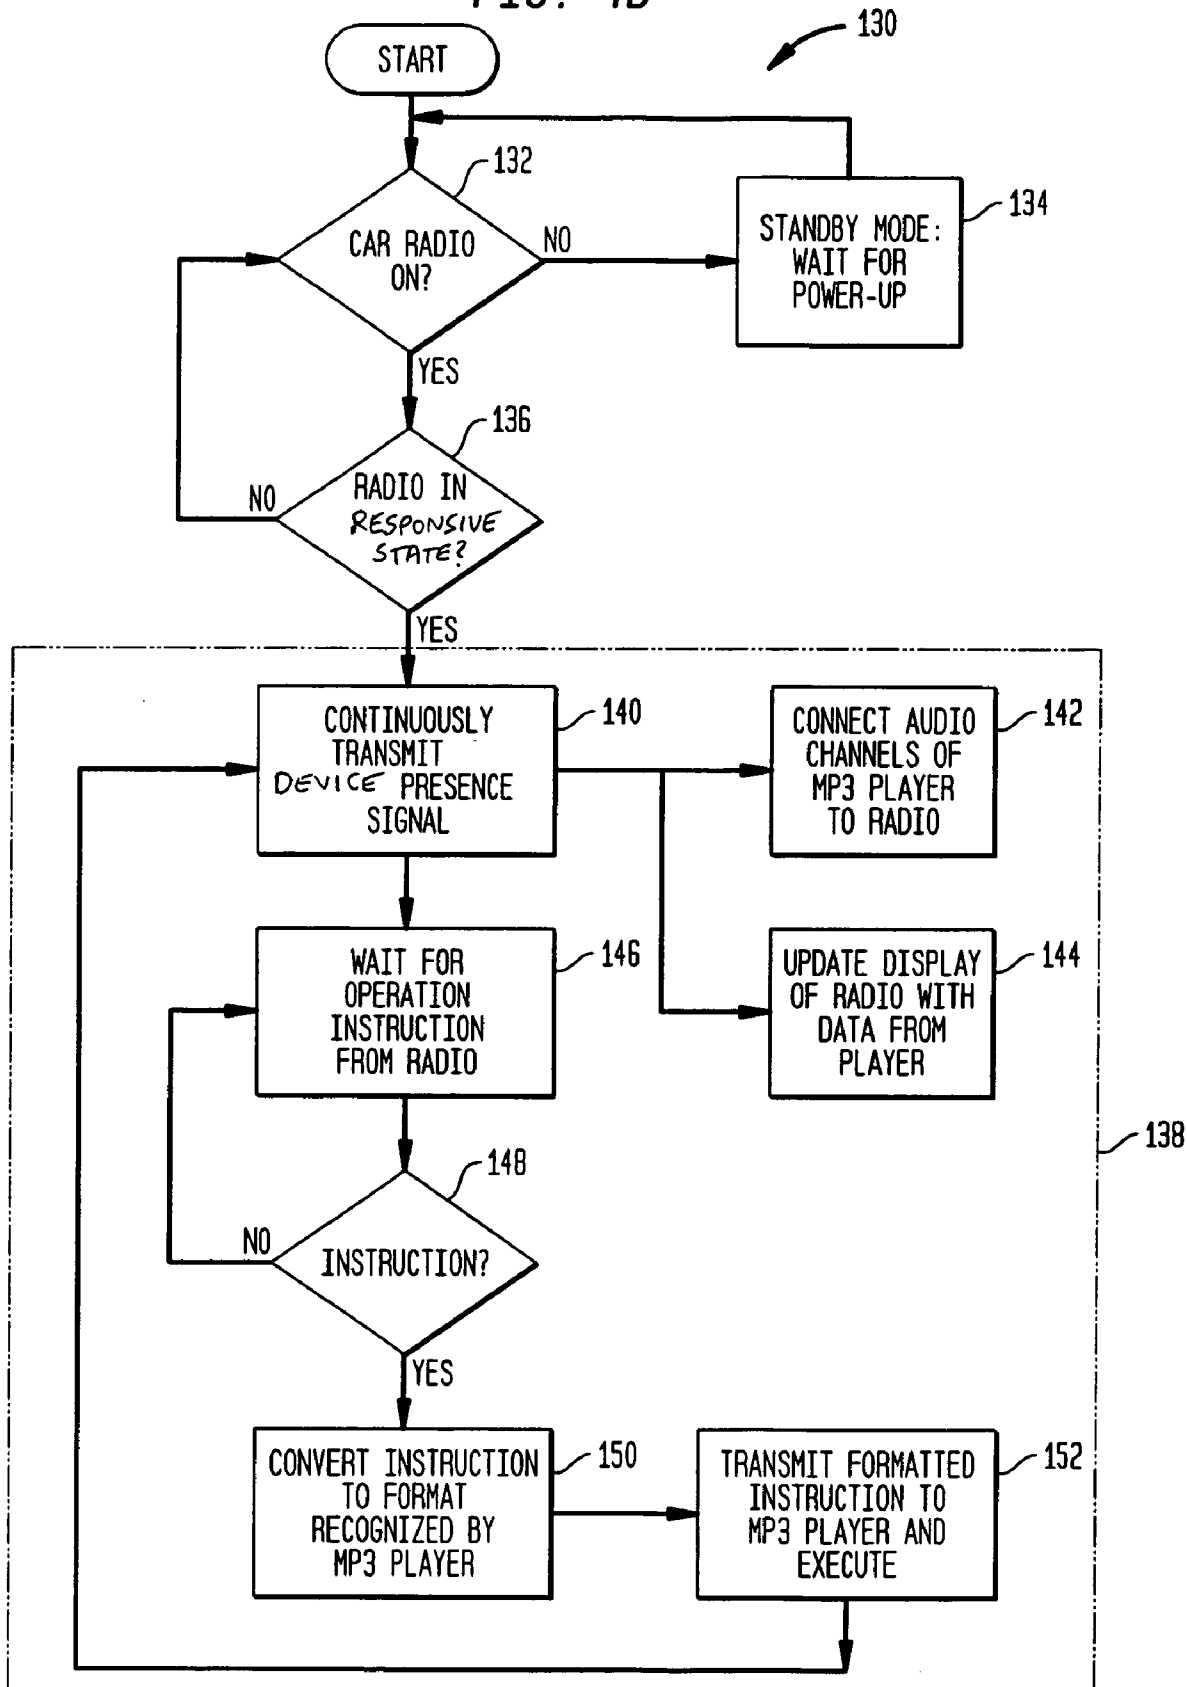 130
START
132
CAR RADIO
ON?
NO
134
STANDBY MODE:
WAIT FOR
POWER-UP
YES
136
RADIO IN
RESPONSIVE
STATE?
NO
YES
140
CONTINUOUSLY
TRANSMIT
DEVICE PRESENCE
SIGNAL
142
CONNECT AUDIO
CHANNELS OF
MP3 PLAYER
TO RADIO
146
WAIT FOR
OPERATION
INSTRUCTION
FROM RADIO
144
UPDATE DISPLAY
OF RADIO WITH
DATA FROM
PLAYER
138
148
INSTRUCTION?
NO
YES
150
CONVERT INSTRUCTION
TO FORMAT
RECOGNIZED BY
MP3 PLAYER
152
TRANSMIT FORMATTED
INSTRUCTION TO
MP3 PLAYER AND
EXECUTE